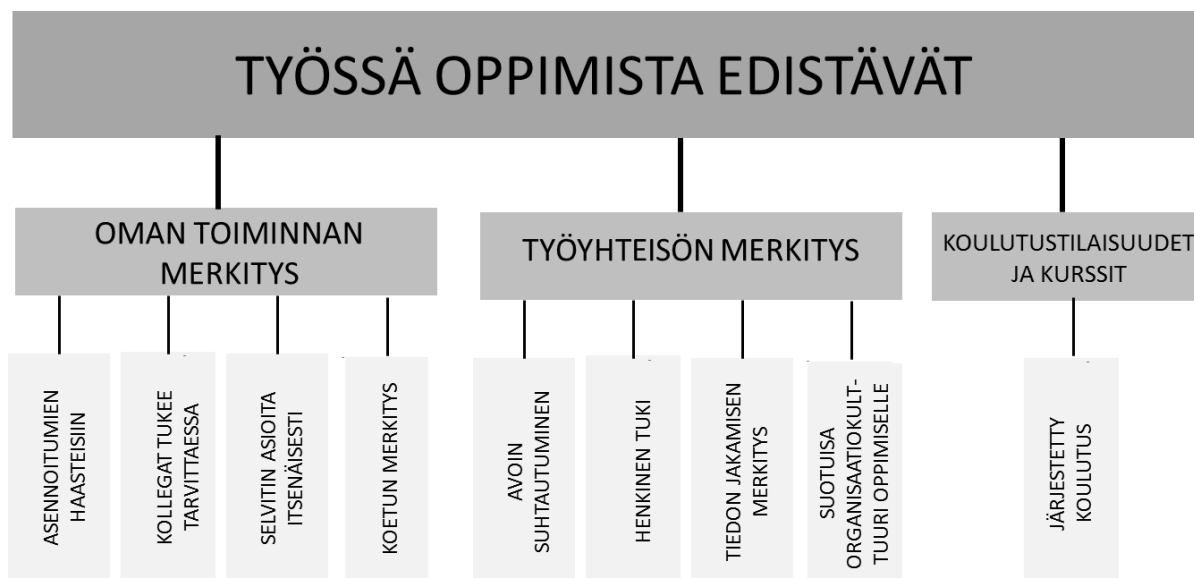 TYÖSSÄ OPPIMISTA EDISTÄVÄT
OMAN TOIMINNAN
MERKITYS
TYÖYHTEISÖN MERKITYS
KOULUTUSTILAISUUDET
JA KURSSIT
ASENNOITUMIEN
HAASTEISIIN
KOLLEGAT TUKEE
TARVITTAESSA
SELVITIN ASIOITA
ITSENÄISESTI
KOETUN MERKITYS
AVOIN
SUHTAUTUMINEN
HENKINEN TUKI
TIEDON JAKAMISEN
MERKITYS
SUOTUISA
ORGANISAATIOKULT-
TUURI OPPIMISELLE
JÄRJESTETTY
KOULUTUS